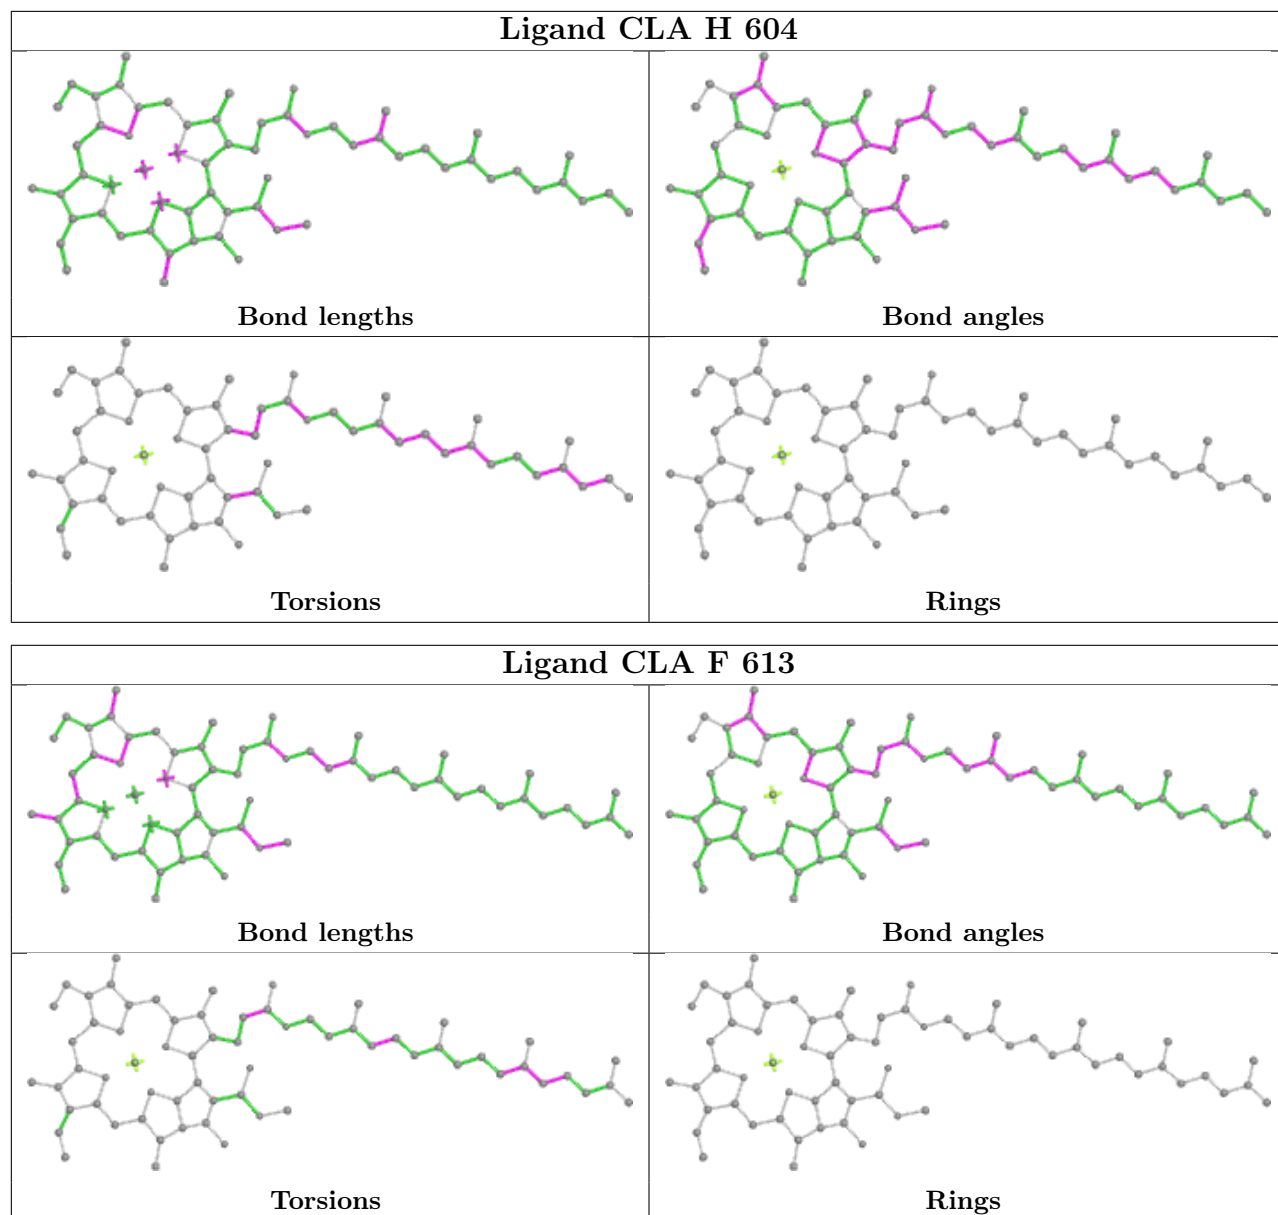 Ligand CLA H 604
Bond lengths
Bond angles
Torsions
Rings
Ligand CLA F 613
Bond lengths
Bond angles
Torsions
Rings